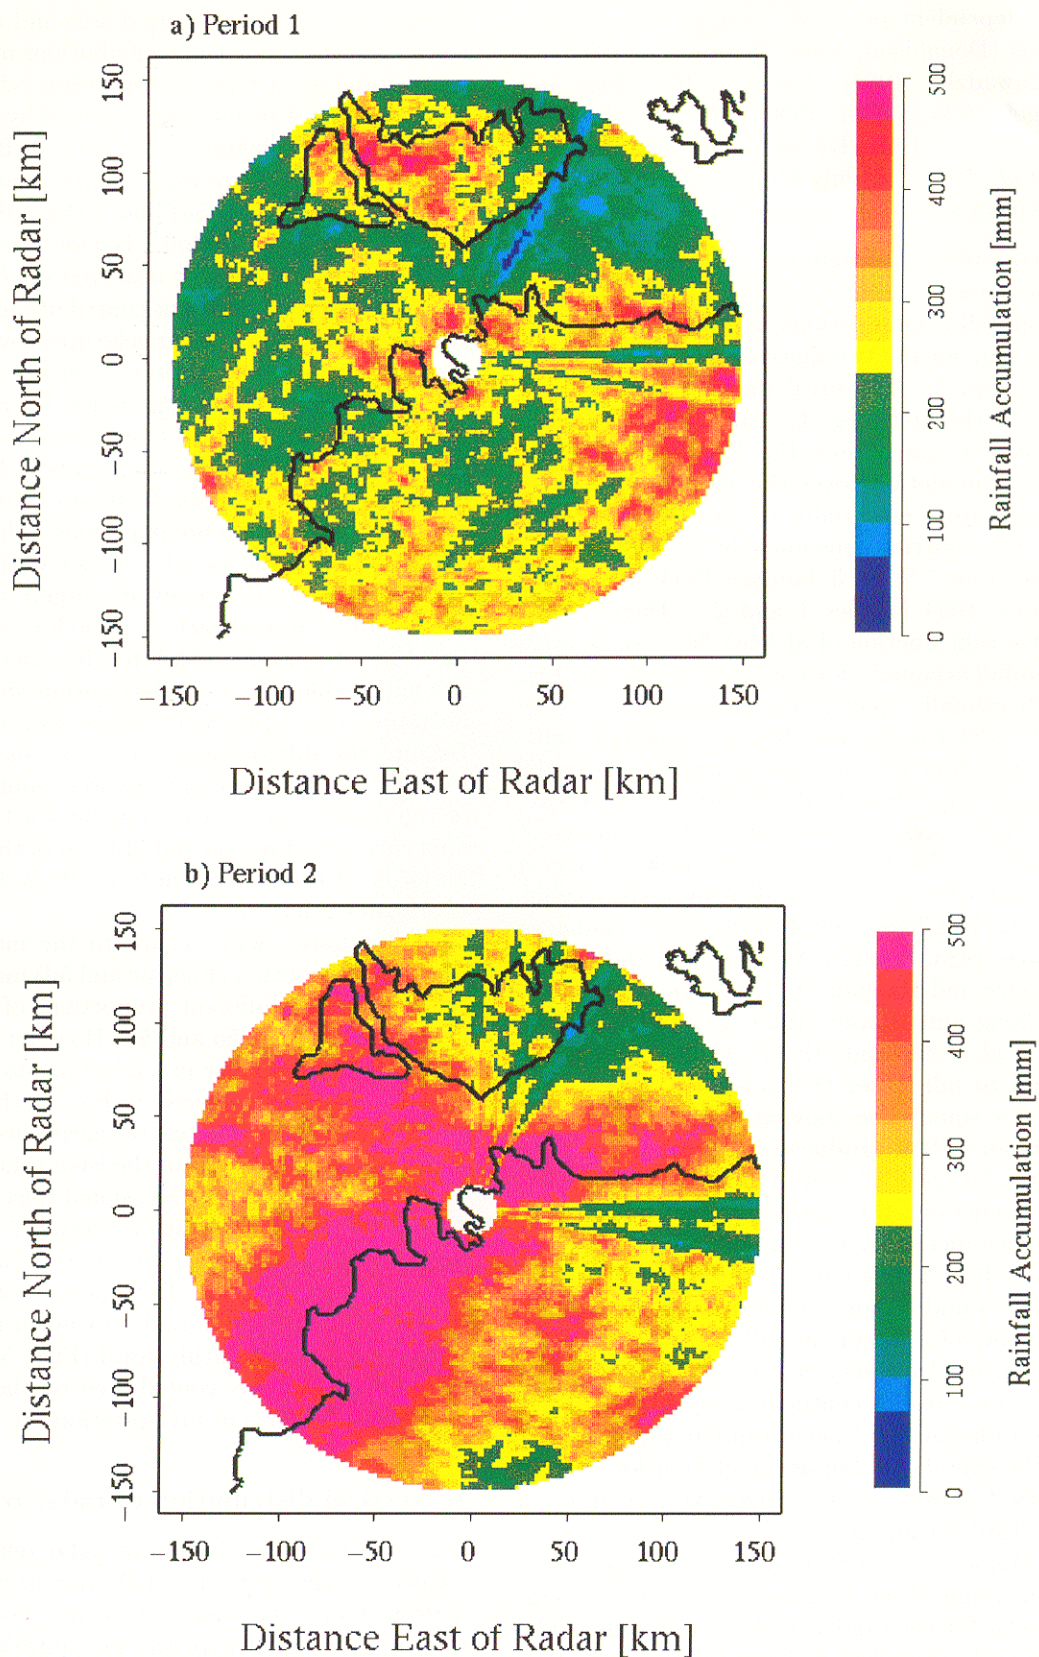 a) Period 1
Distance North of Radar [km]
150
100
50
0
−50
−100
−150
−150 −100 −50 0 50 100 150
Distance East of Radar [km]
500
400
300
200
100
0
Rainfall Accumulation [mm]
b) Period 2
Distance North of Radar [km]
150
100
50
0
−50
−100
−150
−150 −100 −50 0 50 100 150
Distance East of Radar [km]
500
400
300
200
100
0
Rainfall Accumulation [mm]